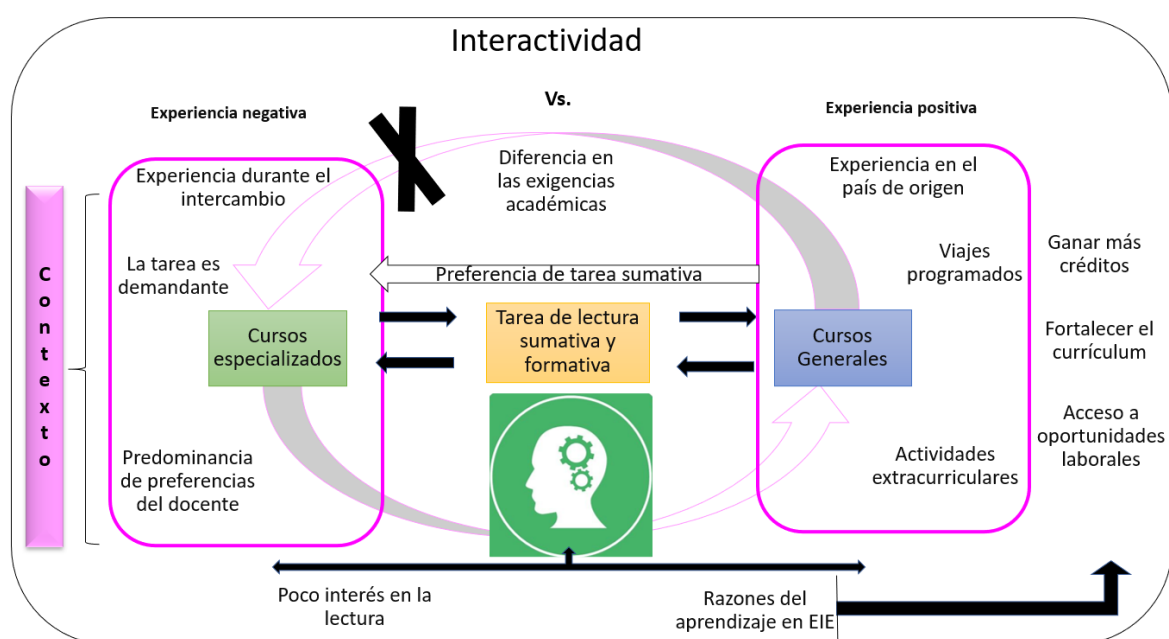 Interactividad
Vs.
Experiencia negativa
Experiencia positiva
Contexto
Experiencia durante el
intercambio
La tarea es
demandante
Cursos
especializados
Predominancia
de preferencias
del docente
Diferencia en
las exigencias
académicas
Preferencia de tarea sumativa
Tarea de lectura
sumativa y
formativa
Experiencia en el
país de origen
Viajes
programados
Cursos
Generales
Actividades
extracurriculares
Ganar más
créditos
Fortalecer el
currículum
Acceso a
oportunidades
laborales
Poco interés en la
lectura
Razones del
aprendizaje en EIE